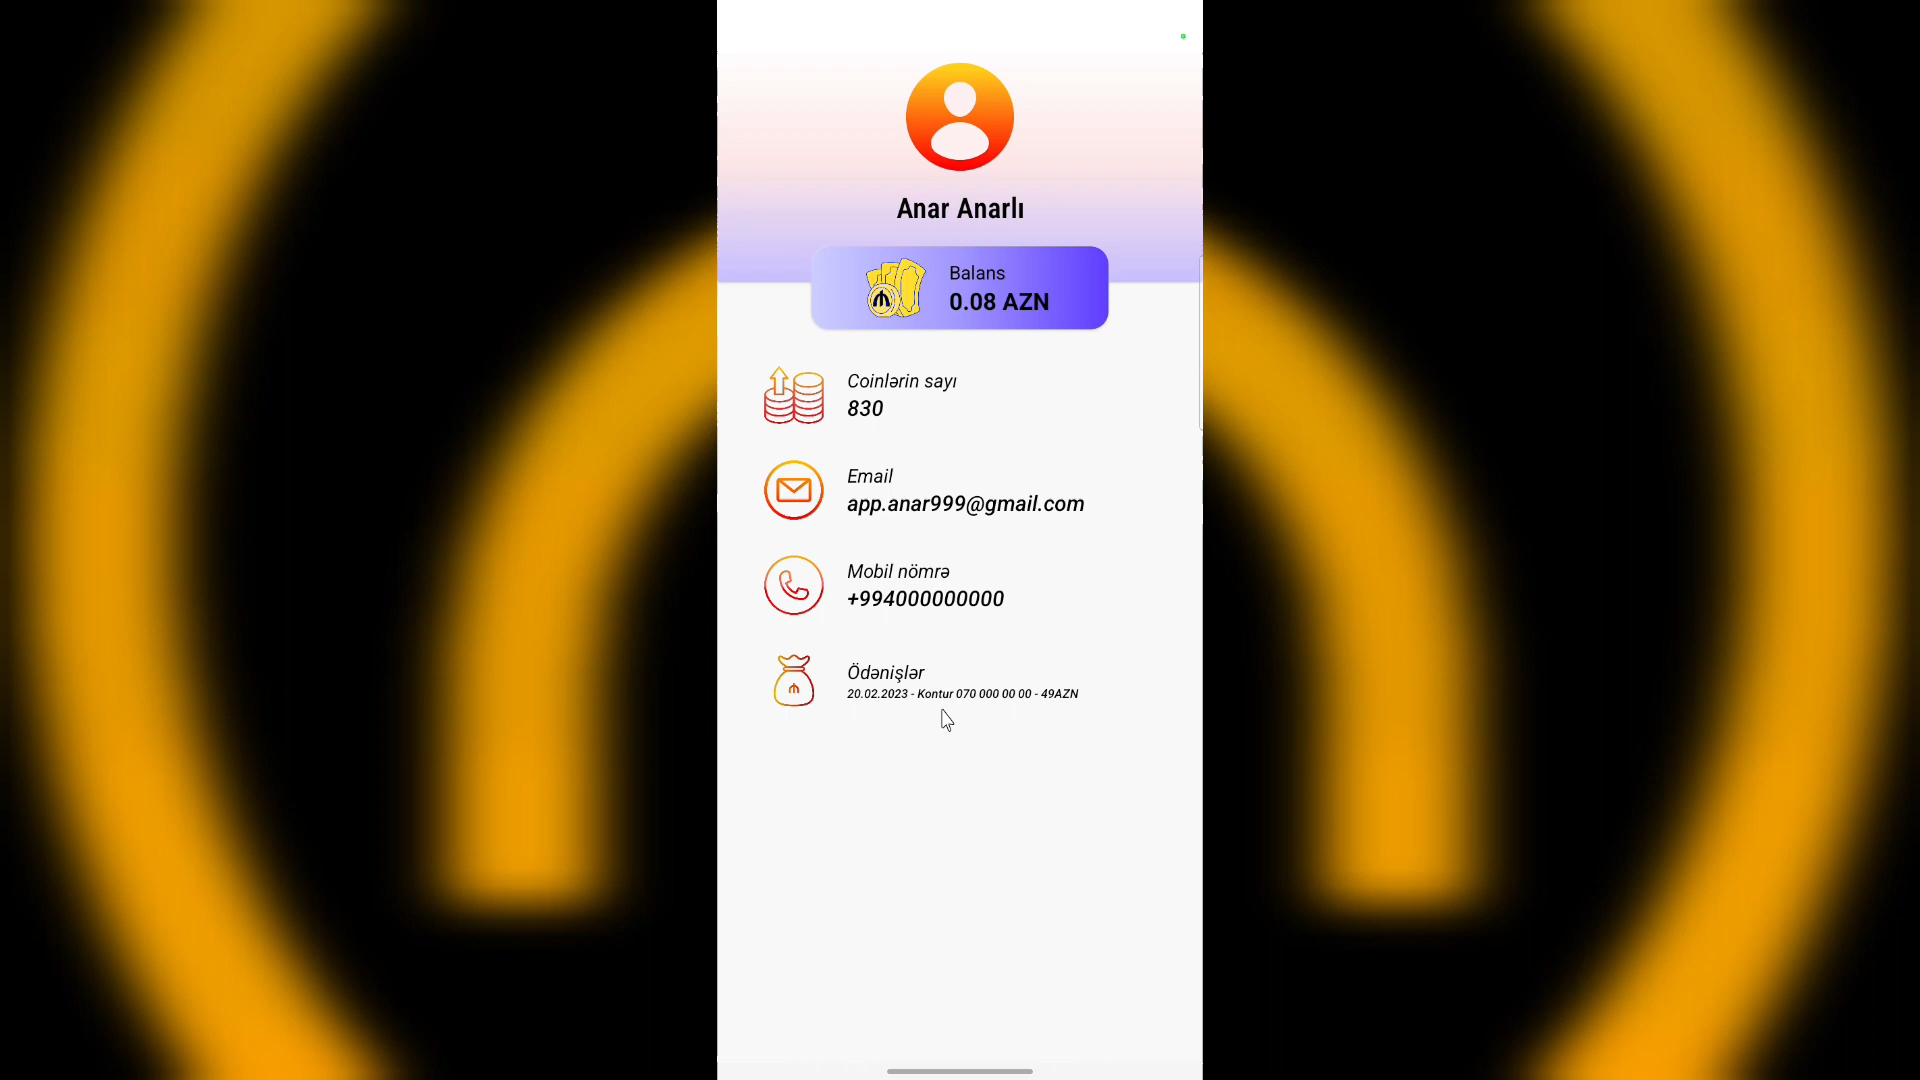 Anar Anarlı
Balans
0.08 AZN
Coinlərin sayı
830
Email
app.anar999@gmail.com
Mobil nömrə
+994000000000
Ödənişlər
20.02.2023 - Kontur 070 000 00 00 - 49AZN